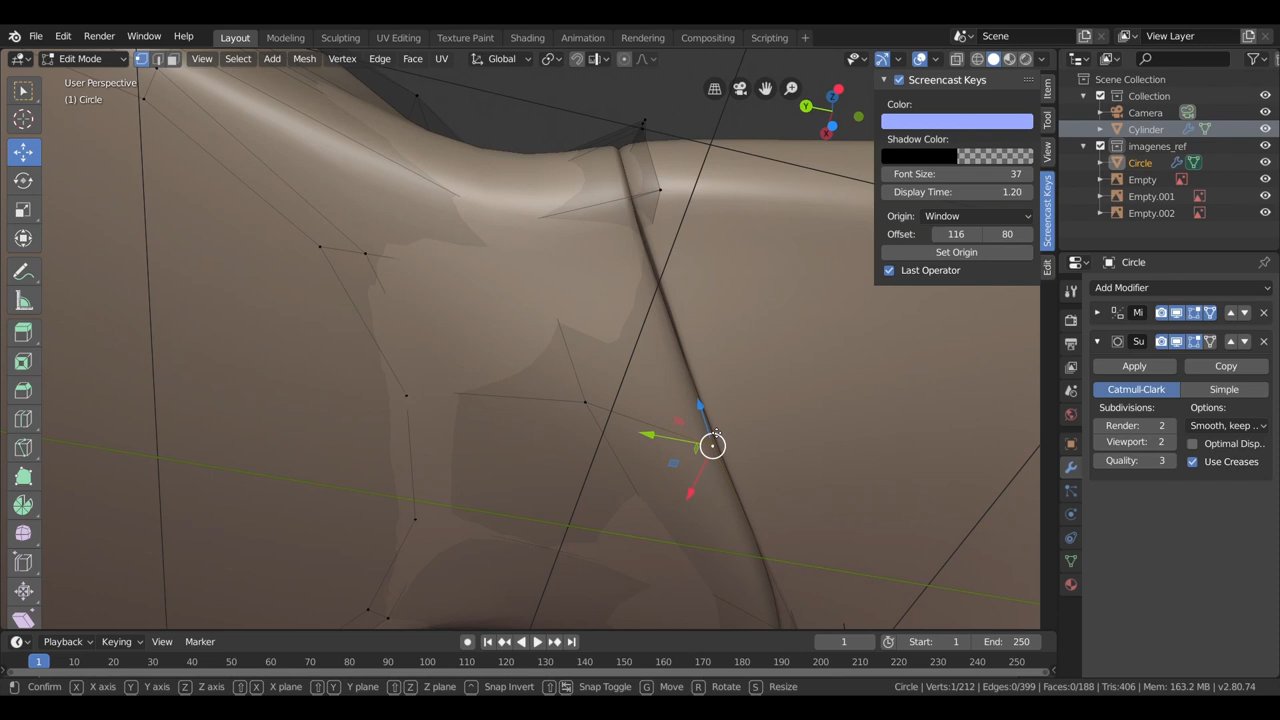 File Edit Render Window Help Layout Modeling Sculpting UV Editing Texture Paint Shading Animation Rendering Compositing Scripting + Scene View Layer
Edit Mode View Select Add Mesh Vertex Edge Face UV Global
User Perspective
(1) Circle
Y
Z
X
Screencast Keys
Color:
Shadow Color:
Font Size: 37
Display Time: 1.20
Origin: Window
Offset: 116 80
Set Origin
Last Operator
Item
Tool
View
Screencast Keys
Edit
Scene Collection
Collection
Camera
Cylinder
imagenes_ref
Circle
Empty
Empty.001
Empty.002
Circle
Add Modifier
Mi
Su
Apply Copy
Catmull-Clark Simple
Subdivisions: Options:
Render: 2 Smooth, keep ..
Viewport: 2 Optimal Disp..
Quality: 3 Use Creases
Playback Keying View Marker 1 Start: 1 End: 250
1 10 20 30 40 50 60 70 80 90 100 110 120 130 140 150 160 170 180 190 200 210 220 230 240 250
Confirm X X axis Y Y axis Z Z axis X X plane Y Y plane Z Z plane Snap Invert Snap Toggle G Move R Rotate S Resize Circle | Verts:1/212 | Edges:0/399 | Faces:0/188 | Tris:406 | Mem: 163.2 MB | v2.80.74